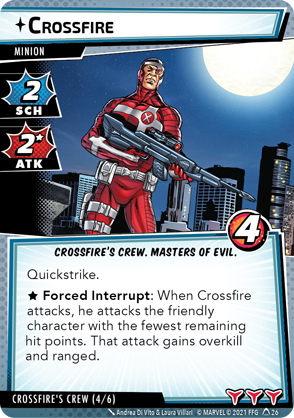 CROSSFIRE
MINION
2
SCH
2*
ATK
4
CROSSFIRE'S CREW. MASTERS OF EVIL.
Quickstrike.
★ Forced Interrupt: When Crossfire
attacks, he attacks the friendly
character with the fewest remaining
hit points. That attack gains overkill
and ranged.
CROSSFIRE'S CREW (4/6)
Andrea Di Vito & Laura Villari © MARVEL © 2021 FFG 26